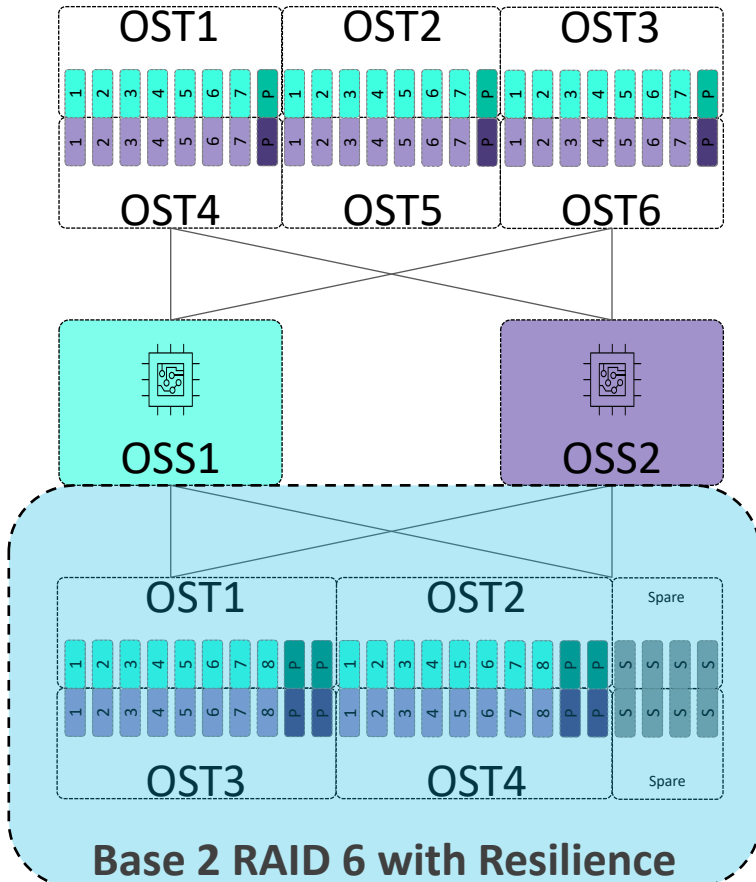 OST1 OST2 OST3
1 2 3 4 5 6 7 P 1 2 3 4 5 6 7 P 1 2 3 4 5 6 7 P
1 2 3 4 5 6 7 P 1 2 3 4 5 6 7 P 1 2 3 4 5 6 7 P
OST4 OST5 OST6
OSS1 OSS2
OST1 OST2 Spare
1 2 3 4 5 6 7 8 P P 1 2 3 4 5 6 7 8 P P S S S S
1 2 3 4 5 6 7 8 P P 1 2 3 4 5 6 7 8 P P S S S S
OST3 OST4 Spare
Base 2 RAID 6 with Resilience